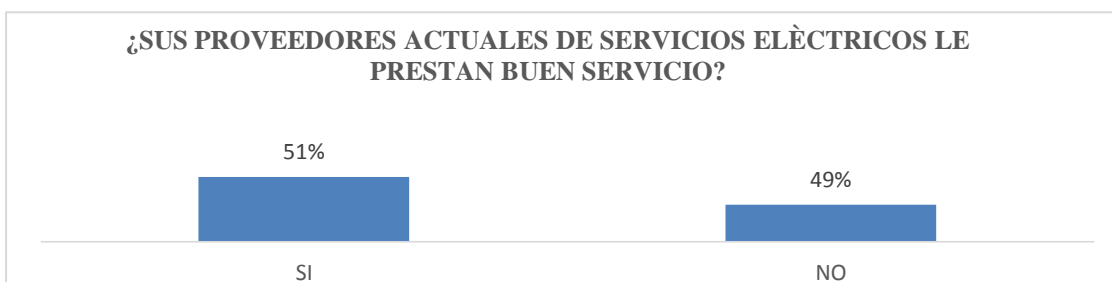 ¿SUS PROVEEDORES ACTUALES DE SERVICIOS ELÈCTRICOS LE
PRESTAN BUEN SERVICIO?
51%
49%
SI
NO